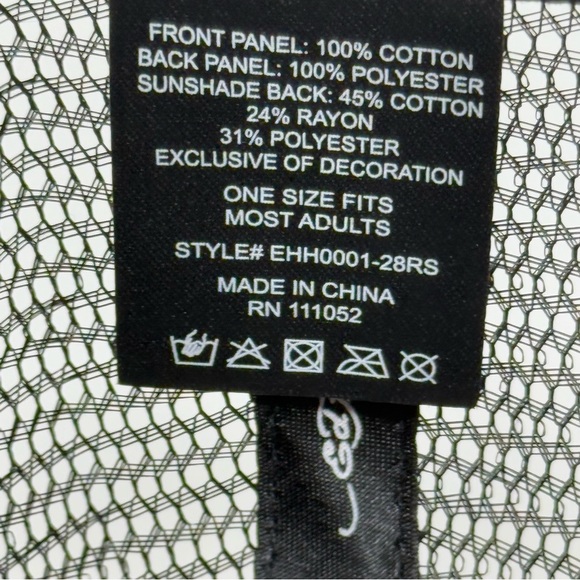 FRONT PANEL: 100% COTTON
BACK PANEL: 100% POLYESTER
SUNSHADE BACK: 45% COTTON
24% RAYON
31% POLYESTER
EXCLUSIVE OF DECORATION
ONE SIZE FITS
MOST ADULTS
STYLE# EHH0001-28RS
MADE IN CHINA
RN 111052